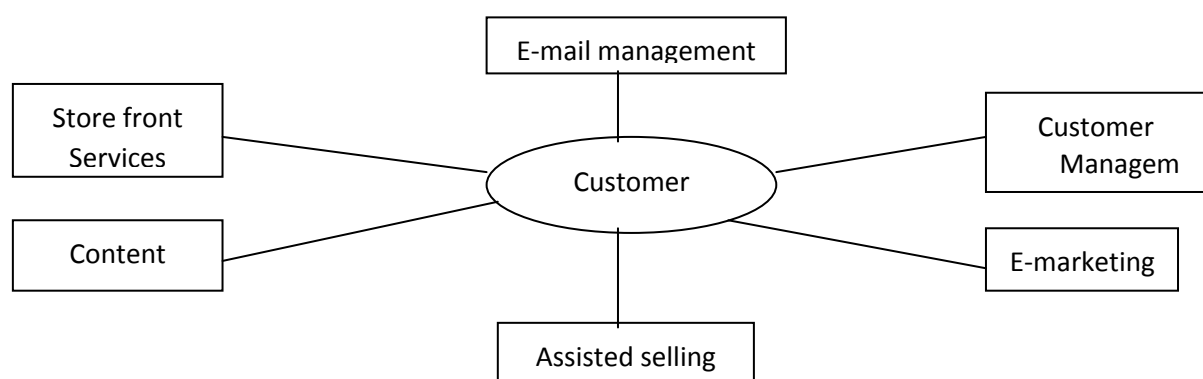 E-mail management
Store front
Services
Customer
Managem
Customer
Content
E-marketing
Assisted selling